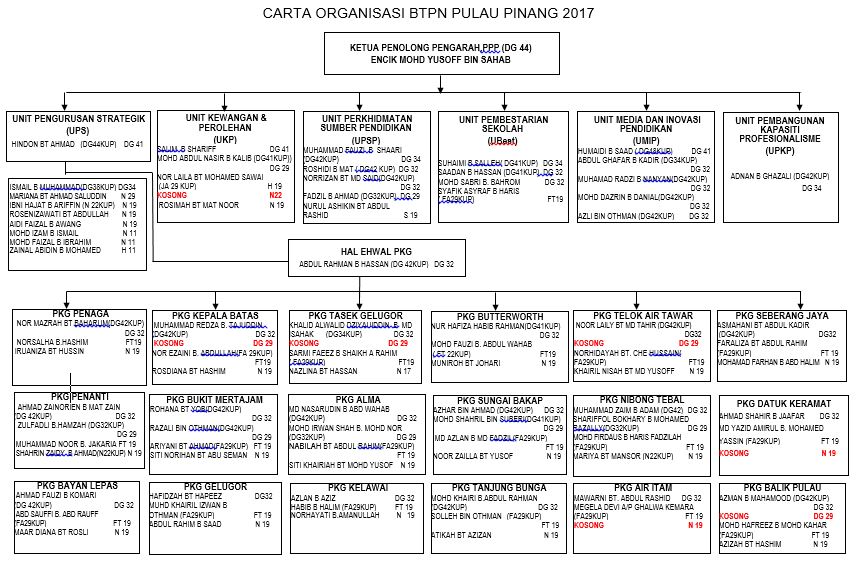 CARTA ORGANISASI BTPN PULAU PINANG 2017
KETUA PENOLONG PENGARAH,PPP (DG 44)
ENCIK MOHD YUSOFF BIN SAHAB
UNIT PENGURUSAN STRATEGIK
(UPS)
HINDON BT AHMAD (DG44KUP) DG 41
ISMAIL B MUHAMMAD(DG38KUP) DG34
MARIANA BT AHMAD SALUDDIN N 29
IBNI HAJAT B ARIFFIN (N 22KUP) N 19
ROSENIZAWATI BT ABDULLAH N 19
AIDI FAIZAL B AWANG N 19
MOHD IZAM B ISMAIL N 11
MOHD FAIZAL B IBRAHIM N 11
ZAINAL ABIDIN B MOHAMED H 11
UNIT KEWANGAN &
PEROLEHAN
(UKP)
SALIM B SHARIFF DG 41
MOHD ABDUL NASIR B KALIB (DG41KUP))
DG 29
NOR LAILA BT MOHAMED SAWAI
(JA 29 KUP) H 19
KOSONG N22
ROSIMAH BT MAT NOOR N 19
UNIT PERKHIDMATAN
SUMBER PENDIDIKAN
(UPSP)
MUHAMMAD FAUZI B SHAARI
(DG42KUP) DG 34
ROSHIDI B MAT (DG42 KUP) DG 32
NORRIZAN BT MD SAID(DG42KUP)
DG 32
FADZIL B AHMAD (DG32KUP) DG 29
NURUL ASHIKIN BT ABDUL
RASHID S 19
UNIT PEMBESTARIAN
SEKOLAH
(UBest)
SUHAIMI B.SALLEH( DG41KUP) DG 34
SAADAN B HASSAN (DG41KUP) DG 32
MOHD SABRI B. BAHROM DG 32
SYAFIK ASYRAF B HARIS
( FA29KUP) FT19
UNIT MEDIA DAN INOVASI
PENDIDIKAN
(UMIP)
HUMAIDI B SAAD ( DG48KUP) DG 41
ABDUL GHAFAR B KADIR (DG34KUP)
DG 32
MUHAMAD RADZI B NANYAN(DG42KUP)
DG 32
MOHD DAZRIN B DANIAL(DG42KUP)
DG 32
AZLI BIN OTHMAN (DG42KUP) DG 32
UNIT PEMBANGUNAN
KAPASITI
PROFESIONALISME
(UPKP)
ADNAN B GHAZALI (DG42KUP)
DG 34
HAL EHWAL PKG
ABDUL RAHMAN B HASSAN (DG 42KUP) DG 32
PKG PENAGA
NOR MAZRAH BT BAHARUM(DG42KUP)
DG 32
NORSALHA B.HASHIM FT19
IRUANIZA BT HUSSIN N 19
PKG KEPALA BATAS
MUHAMMAD REDZA B. TAJUDDIN
(DG42KUP) DG 32
KOSONG DG 29
NOR EZAINI B. ABDULLAH(FA 29KUP)
FT19
ROSDIANA BT HASHIM N 19
PKG TASEK GELUGOR
KHALID ALWALID DZIYAUIDDIN B MD
ISAHAK (DG34KUP) DG 32
KOSONG DG 29
SARMI FAEEZ B SHAIKH A RAHIM
( FA29KUP) FT19
NAZLINA BT HASSAN N 17
PKG BUTTERWORTH
NUR HAFIZA HABIB RAHMAN(DG41KUP)
DG 32
MOHD FAUZI B. ABDUL WAHAB
(FT 22KUP) FT19
MUNIROH BT JOHARI N 19
PKG TELOK AIR TAWAR
NOOR LAILY BT MD TAHIR (DG42KUP)
DG 32
KOSONG DG 29
NORHIDAYAH BT. CHE HUSSAIN(
(FA29KUP) FT19
KHAIRIL NISAH BT MD YUSOFF N 19
PKG SEBERANG JAYA
ASMAHANI BT ABDUL KADIR
(DG42KUP) DG32
FARALIZA BT ABDUL RAHIM
(FA29KUP) FT19
MOHAMAD FARHAN B ABD HALIM N 19
PKG PENANTI
AHMAD ZAINORIEN B MAT ZAIN
(DG 42KUP) DG 32
ZULFADLI B.HAMZAH (DG32KUP)
DG 29
MUHAMMAD NOOR B. JAKARIA FT 19
SHAHRIN ZAIDY B AHMAD(N22KUP) N 19
PKG BUKIT MERTAJAM
ROHANA BT YOB(DG42KUP)
DG 32
RAZALI BIN OTHMAN(DG42KUP)
DG 29
ARIYANI BT AHMAD(FA29KUP) FT 19
SITI NORIHAN BT ABU SEMAN N 19
PKG ALMA
MD NASARUDIN B ABD WAHAB
(DG42KUP) DG 32
MOHD IRWAN SHAH B. MOHD NOR
(DG32KUP) DG 29
NABILAH BT ABDUL RAHIM(FA29KUP)
FT 19
SITI KHAIRIAH BT MOHD YUSOF N 19
PKG SUNGAI BAKAP
AZHAR BIN AHMAD (DG42KUP) DG 32
MOHD SHAHRIL BIN SUBERI(DG42KUP)
DG 29
MD AZLAN B MD FADZIL(FA29KUP)
FT 19
NOOR ZAILLA BT YUSOF N 19
PKG NIBONG TEBAL
MUHAMMAD ZAIM B ADAM (DG42) DG 32
SHARIFFOL BOKHARY B MOHAMED
RAZALLY(DG32KUP) DG 29
MOHD FIRDAUS B HARIS FADZILAH
(FA29KUP) FT 19
MARIYA BT MANSOR (N22KUP) N 19
PKG DATUK KERAMAT
AHMAD SHAHIR B JAAFAR DG 32
MD YAZID AMIRUL B. MOHAMED
YASSIN (FA29KUP) FT 19
KOSONG N 19
PKG BAYAN LEPAS
AHMAD FAUZI B KOMARI
(DG 42KUP) DG 32
ABD SAUFFI B. ABD RAUFF
(FA29KUP) FT 19
MAAR DIANA BT ROSLI N 19
PKG GELUGOR
HAFIDZAH BT HAPEEZ DG32
MUHD KHAIRIL IZWAN B
OTHMAN (FA29KUP) FT 19
ABDUL RAHIM B SAAD N 19
PKG KELAWAI
AZLAN B AZIZ DG 32
HABIB B HALIM (FA29KUP) FT 19
NORHAYATI B.AMANULLAH N 19
PKG TANJUNG BUNGA
MOHD KHAIRI B.ABDUL RAHMAN
(DG42KUP) DG 32
SOLLEH BIN OTHMAN (FA29KUP)
FT 19
ATIKAH BT AZIZAN N 19
PKG AIR ITAM
MAWARNI BT. ABDUL RASHID DG 32
MEGELA DEVI A/P GHALWA KEMARA
(FA29KUP) FT 19
KOSONG N 19
PKG BALIK PULAU
AZMAN B MAHAMOOD (DG42KUP)
DG 32
KOSONG DG 29
MOHD HAFREEZ B MOHD KAHAR
(FA29KUP) FT 19
AZIZAH BT HASHIM N 19